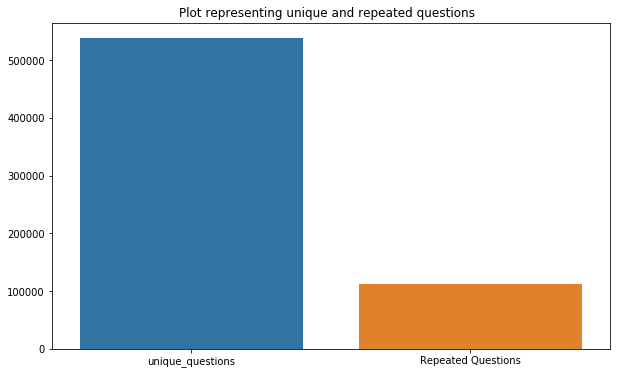 Plot representing unique and repeated questions
500000
400000
300000
200000
100000
0
unique_questions
Repeated Questions